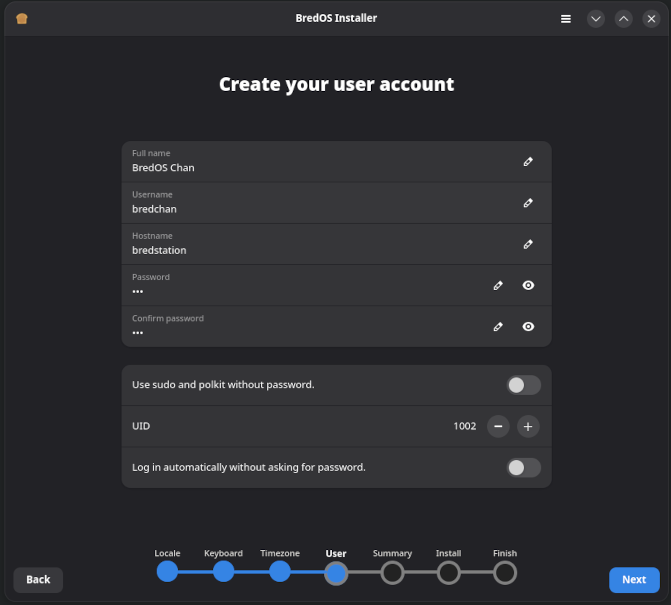 BredOS Installer
Create your user account
Full name
BredOS Chan
Username
bredchan
Hostname
bredstation
Password
•••
Confirm password
•••
Use sudo and polkit without password.
UID 1002
Log in automatically without asking for password.
Locale Keyboard Timezone User Summary Install Finish
Back Next